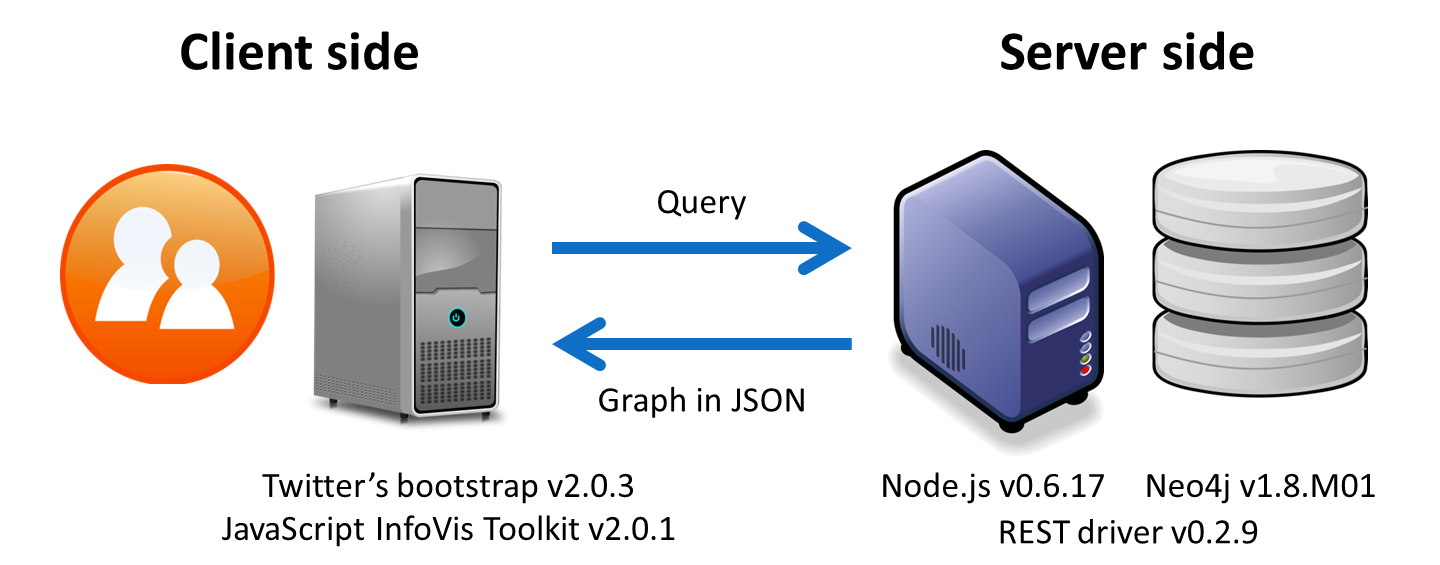 Client side
Server side
Query
Graph in JSON
Twitter’s bootstrap v2.0.3
JavaScript InfoVis Toolkit v2.0.1
Node.js v0.6.17
Neo4j v1.8.M01
REST driver v0.2.9